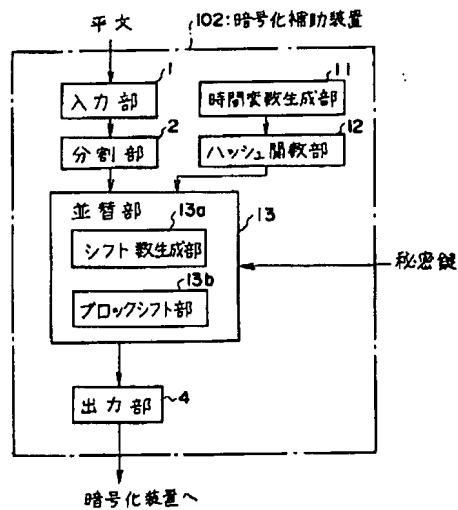 平文
102:暗号化補助装置
1
11
入力部
時間変数生成部
2
12
分割部
ハッシュ関数部
並替部
13a
13
シフト数生成部
秘密鍵
13b
ブロックシフト部
出力部
4
暗号化装置へ